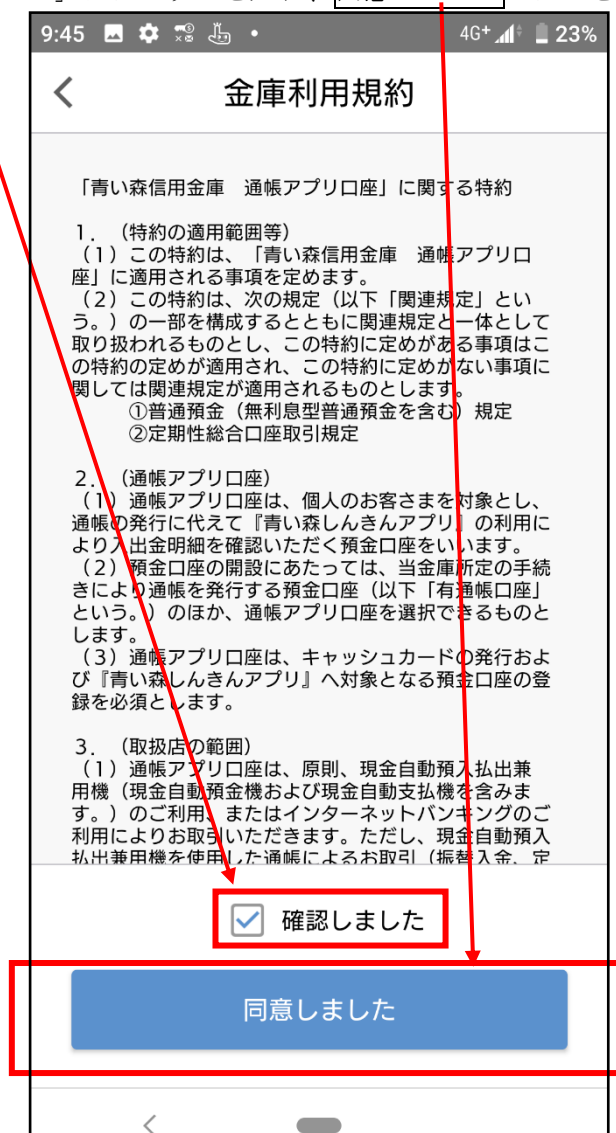 9:45 4G+ 23%
金庫利用規約
「青い森信用金庫　通帳アプリ口座」に関する特約
1．（特約の適用範囲等）
（1）この特約は、「青い森信用金庫　通帳アプリ口
座」に適用される事項を定めます。
（2）この特約は、次の規定（以下「関連規定」とい
う。）の一部を構成するとともに関連規定と一体として
取り扱われるものとし、この特約に定めがある事項はこ
の特約の定めが適用され、この特約に定めがない事項に
関しては関連規定が適用されるものとします。
①普通預金（無利息型普通預金を含む）規定
②定期性総合口座取引規定
2．（通帳アプリ口座）
（1）通帳アプリ口座は、個人のお客さまを対象とし、
通帳の発行に代えて『青い森しんきんアプリ』の利用に
より入出金明細を確認いただく預金口座をいいます。
（2）預金口座の開設にあたっては、当金庫所定の手続
きにより通帳を発行する預金口座（以下「有通帳口座」
という。）のほか、通帳アプリ口座を選択できるものと
します。
（3）通帳アプリ口座は、キャッシュカードの発行およ
び『青い森しんきんアプリ』へ対象となる預金口座の登
録を必須とします。
3．（取扱店の範囲）
（1）通帳アプリ口座は、原則、現金自動預入払出兼
用機（現金自動預金機および現金自動支払機を含みま
す。）のご利用、またはインターネットバンキングのご
利用によりお取引いただきます。ただし、現金自動預入
払出兼用機を使用した通帳によるお取引（振替入金、定
確認しました
同意しました